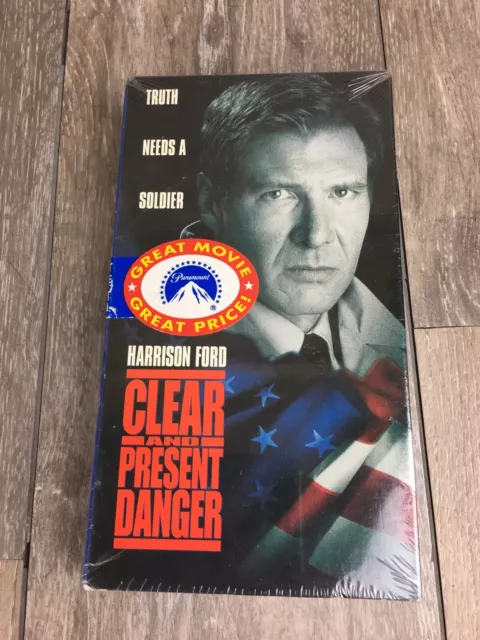 TRUTH
NEEDS A
SOLDIER
GREAT MOVIE
Paramount
®
GREAT PRICE!
HARRISON FORD
CLEAR
AND
PRESENT
DANGER